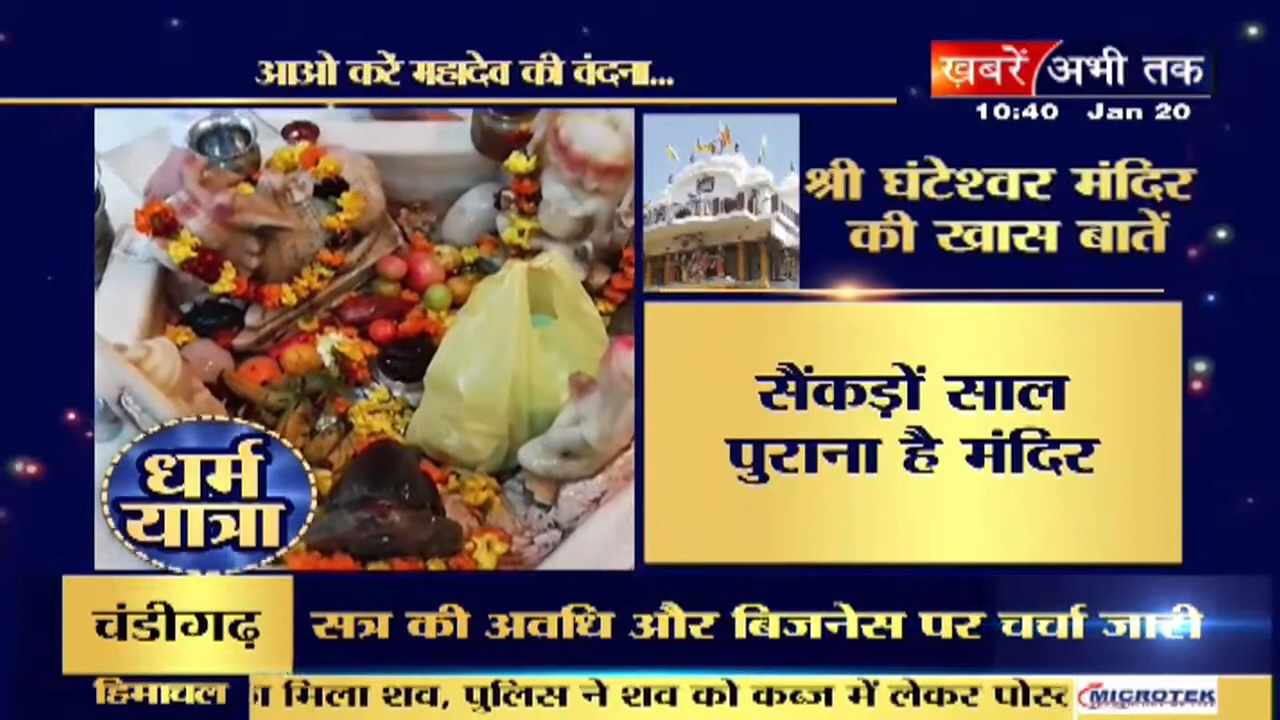 आओ करें महादेव की वंदना...
ख़बरें अभी तक
10:40 Jan 20
श्री घंटेश्वर मंदिर
की खास बातें
सैंकड़ों साल
पुराना है मंदिर
धर्म
यात्रा
चंडीगढ़ सत्र की अवधि और बिजनेस पर चर्चा जारी
हिमाचल मिला शव, पुलिस ने शव को कब्ज में लेकर MICROTEK